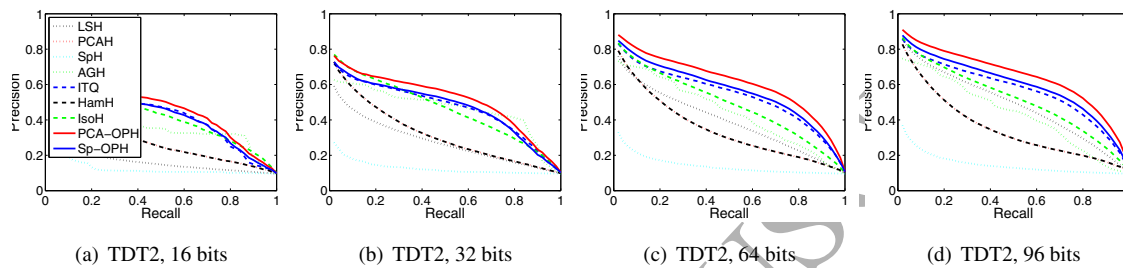 LSH
PCAH
SpH
AGH
ITQ
HamH
IsoH
PCA-OPH
Sp-OPH
Precision
1
0.8
0.6
0.4
0.2
0
0 0.2 0.4 0.6 0.8 1
Recall
(a) TDT2, 16 bits
Precision
1
0.8
0.6
0.4
0.2
0
0 0.2 0.4 0.6 0.8 1
Recall
(b) TDT2, 32 bits
Precision
1
0.8
0.6
0.4
0.2
0
0 0.2 0.4 0.6 0.8 1
Recall
(c) TDT2, 64 bits
Precision
1
0.8
0.6
0.4
0.2
0
0 0.2 0.4 0.6 0.8
Recall
(d) TDT2, 96 bits